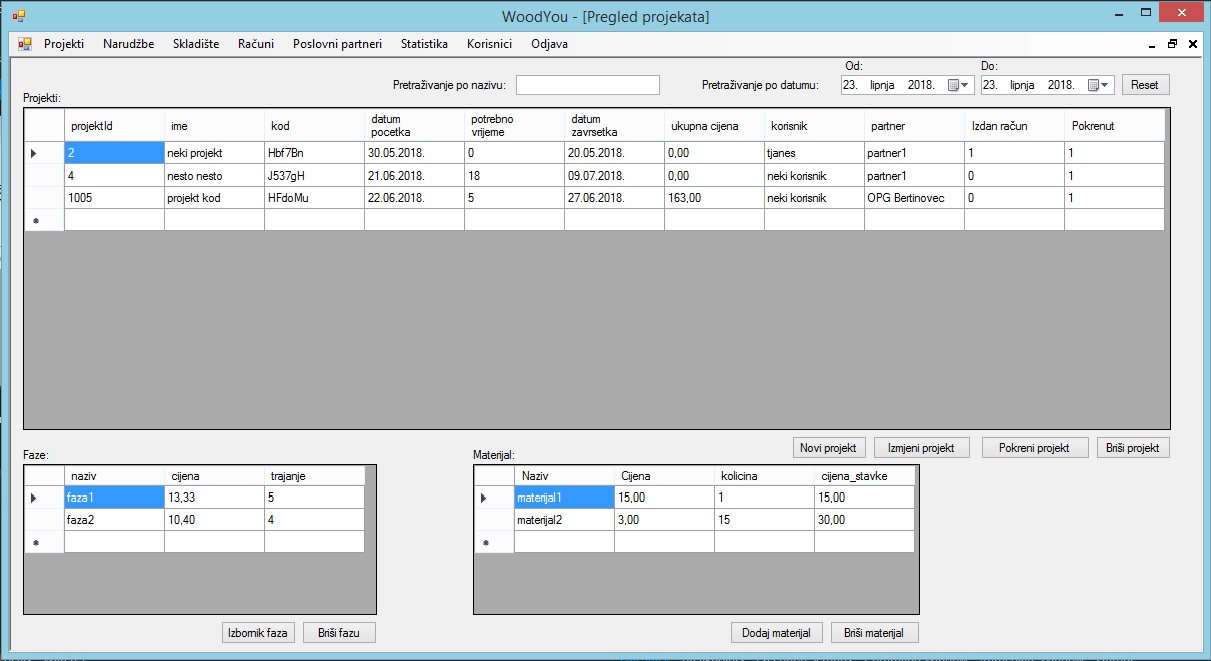 WoodYou - [Pregled projekata]
Projekti Narudžbe Skladište Računi Poslovni partneri Statistika Korisnici Odjava
Od: Do:
Pretraživanje po nazivu: Pretraživanje po datumu: 23. lipnja 2018. 23. lipnja 2018. Reset
Projekti:
projektId ime kod datum pocetka potrebno vrijeme datum zavrsetka ukupna cijena korisnik partner Izdan račun Pokrenut
2 neki projekt Hbf7Bn 30.05.2018. 0 20.05.2018. 0,00 tjanes partner1 1 1
4 nesto nesto J537gH 21.06.2018. 18 09.07.2018. 0,00 neki korisnik partner1 0 1
1005 projekt kod HFdoMu 22.06.2018. 5 27.06.2018. 163,00 neki korisnik OPG Bertinovec 0 1
Novi projekt Izmjeni projekt Pokreni projekt Briši projekt
Faze: Materijal:
naziv cijena trajanje Naziv Cijena kolicina cijena_stavke
faza1 13,33 5 materijal1 15,00 1 15,00
faza2 10,40 4 materijal2 3,00 15 30,00
Izbornik faza Briši fazu Dodaj materijal Briši materijal